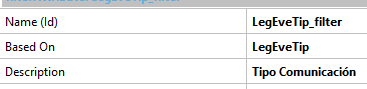 Name (Id) LegEveTip_filter
Based On LegEveTip
Description Tipo Comunicación